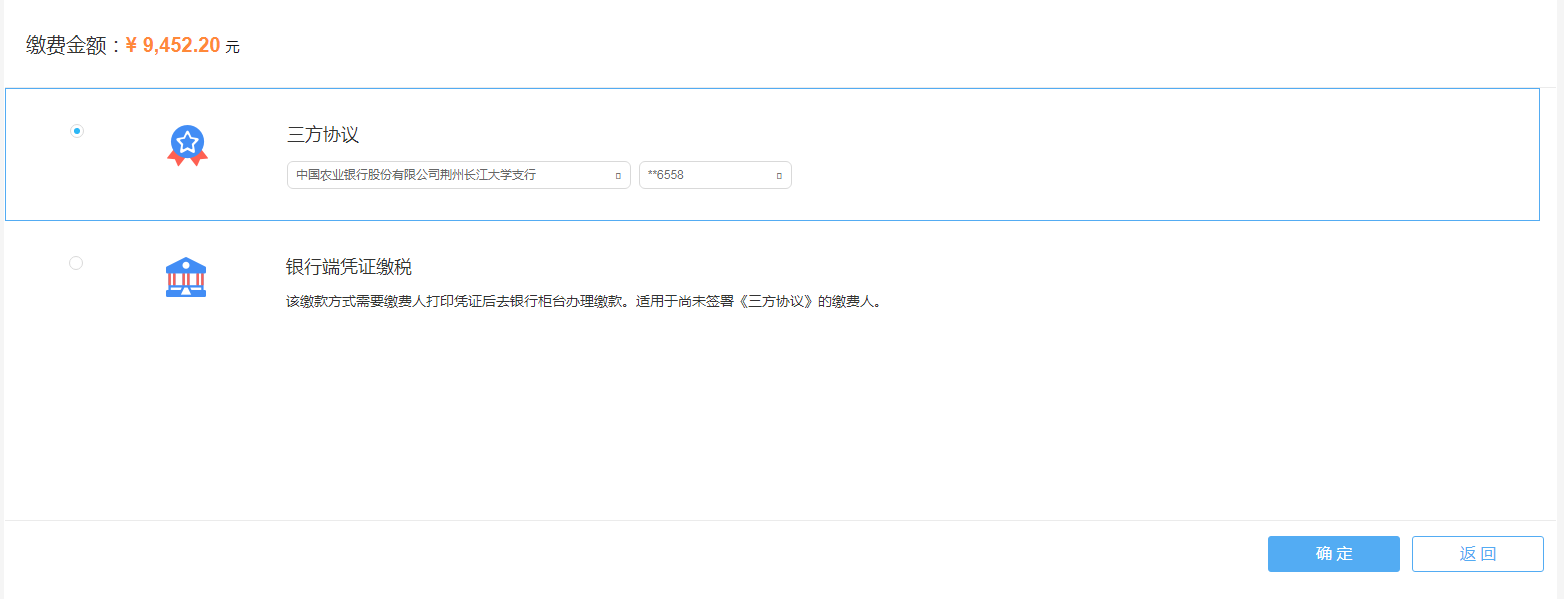 缴费金额：¥ 9,452.20 元
三方协议
中国农业银行股份有限公司荆州长江大学支行
**6558
银行端凭证缴税
该缴款方式需要缴费人打印凭证后去银行柜台办理缴款。适用于尚未签署《三方协议》的缴费人。
确 定
返 回